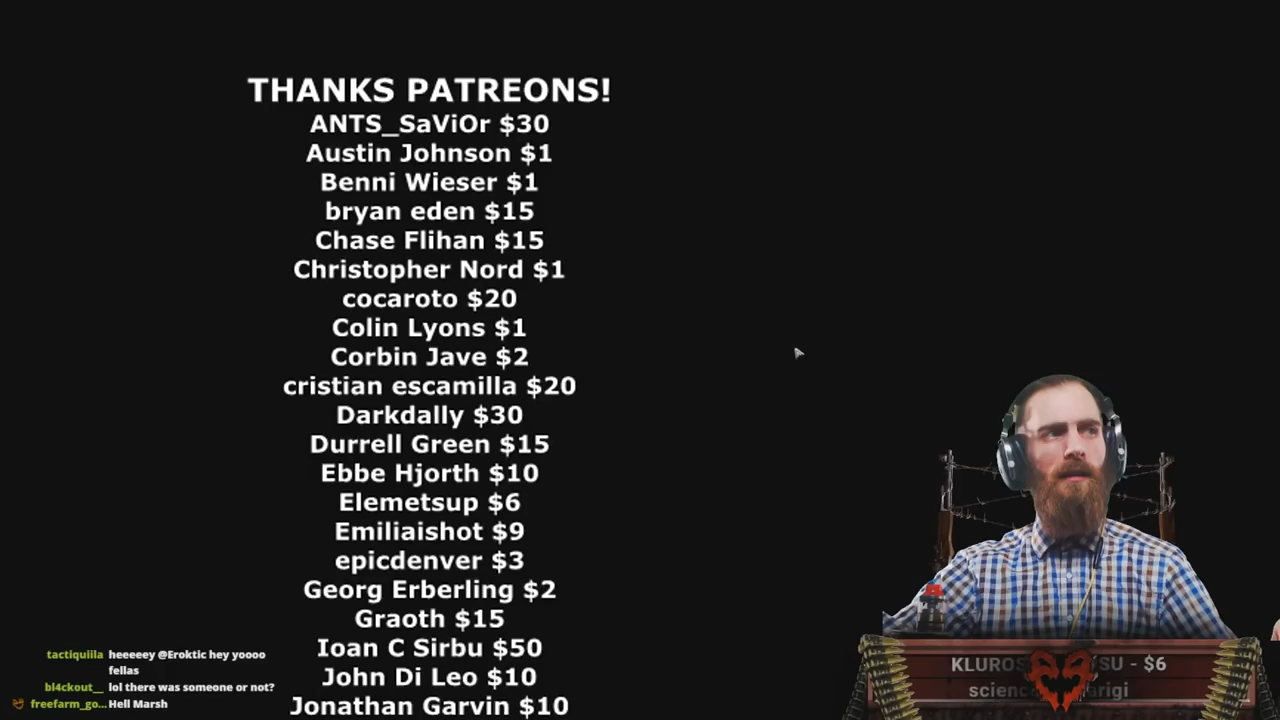 THANKS PATREONS!
ANTS_SaViOr $30
Austin Johnson $1
Benni Wieser $1
bryan eden $15
Chase Flihan $15
Christopher Nord $1
cocaroto $20
Colin Lyons $1
Corbin Jave $2
cristian escamilla $20
Darkdally $30
Durrell Green $15
Ebbe Hjorth $10
Elemetsup $6
Emiliaishot $9
epicdenver $3
Georg Erberling $2
Graoth $15
Ioan C Sirbu $50
John Di Leo $10
Jonathan Garvin $10
tactiquiila heeeeey @Eroktic hey yoooo
fellas
bl4ckout__ lol there was someone or not?
freefarm_go... Hell Marsh
- $6